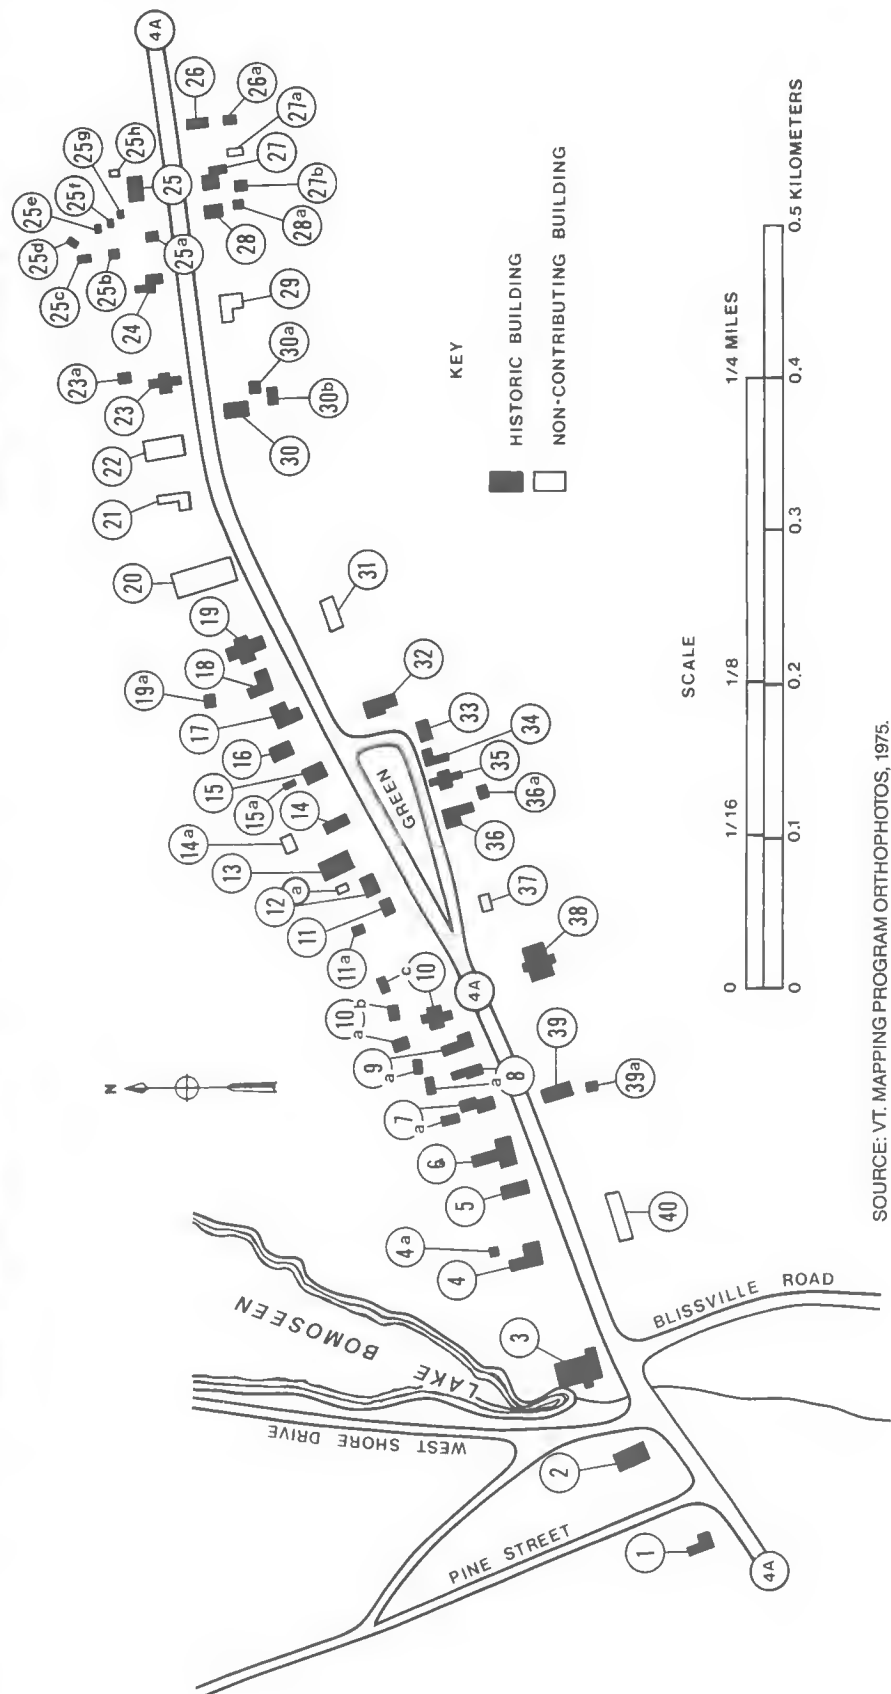 4A
25e
25f
25g
25h
25d
25
26
26a
27a
27
27b
28a
28
25c
25b
25a
24
29
23a
23
30a
30b
30
22
21
20
31
19
19a
18
17
16
15
15a
14
14a
13
12
a
11
11a
32
33
34
35
36a
36
GREEN
37
38
10
a
b
c
4A
9
a
8
a
7
a
6
5
39
39a
4a
4
40
3
2
1
4A
N
LAKE BOMOSEEN
WEST SHORE DRIVE
PINE STREET
BLISSVILLE ROAD
KEY
HISTORIC BUILDING
NON-CONTRIBUTING BUILDING
SCALE
0 1/16 1/8 1/4 MILES
0 0.1 0.2 0.3 0.4 0.5 KILOMETERS
SOURCE: VT. MAPPING PROGRAM ORTHOPHOTOS, 1975.